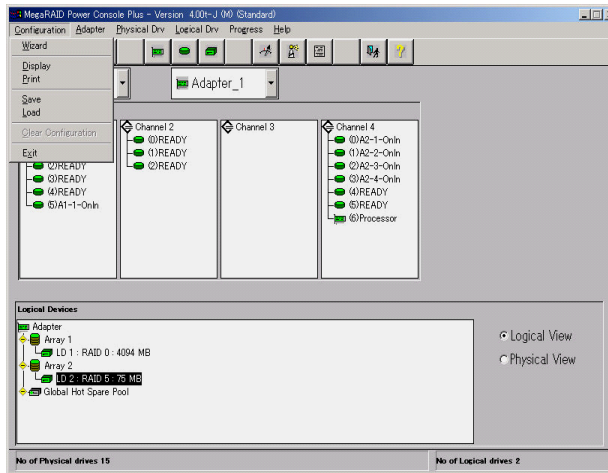 MegaRAID Power Console Plus - Version 4.00t-J (M) (Standard)
Configuration Adapter Physical Drv Logical Drv Progress Help
Wizard
Display
Print
Save
Load
Clear Configuration
Exit
Adapter_1
Channel 2
(0)READY
(1)READY
(2)READY
Channel 3
Channel 4
(0)A2-1-Onln
(1)A2-2-Onln
(2)A2-3-Onln
(3)A2-4-Onln
(4)READY
(5)READY
(6)Processor
(2)READY
(3)READY
(4)READY
(5)A1-1-Onln
Logical Devices
Adapter
Array 1
LD 1 : RAID 0 : 4094 MB
Array 2
LD 2 : RAID 5 : 75 MB
Global Hot Spare Pool
Logical View
Physical View
No of Physical drives 15
No of Logical drives 2